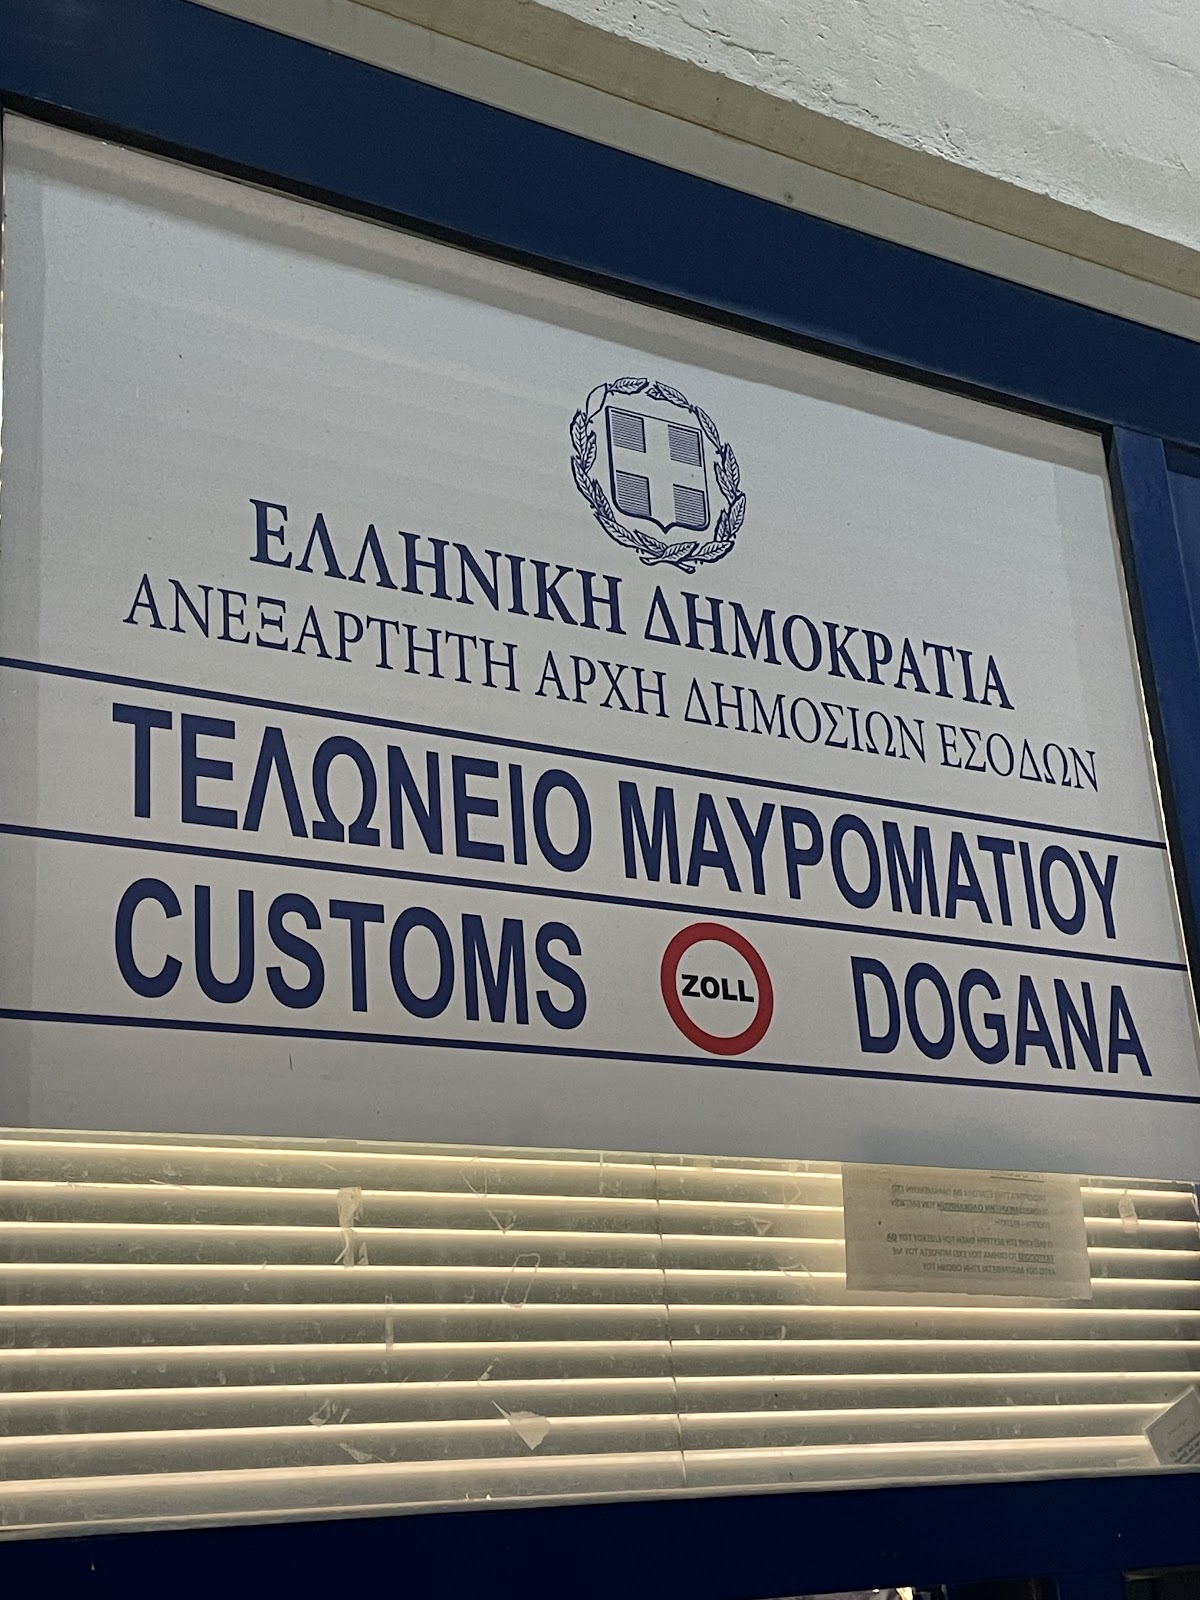 ΕΛΛΗΝΙΚΗ ΔΗΜΟΚΡΑΤΙΑ
ΑΝΕΞΑΡΤΗΤΗ ΑΡΧΗ ΔΗΜΟΣΙΩΝ ΕΣΟΔΩΝ
ΤΕΛΩΝΕΙΟ ΜΑΥΡΟΜΑΤΙΟΥ
CUSTOMS ZOLL DOGANA